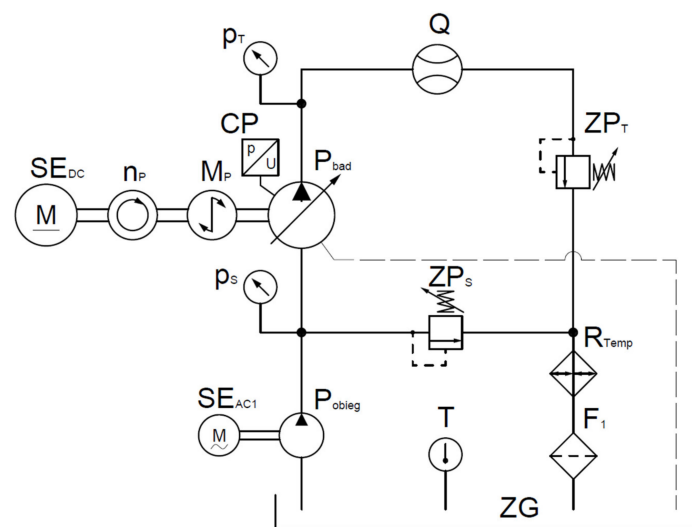 pT
Q
CP
p
U
Pbad
ZPT
SEDC
nP
MP
M
pS
ZPS
RTemp
SEAC1
Pobieg
T
F1
M
ZG